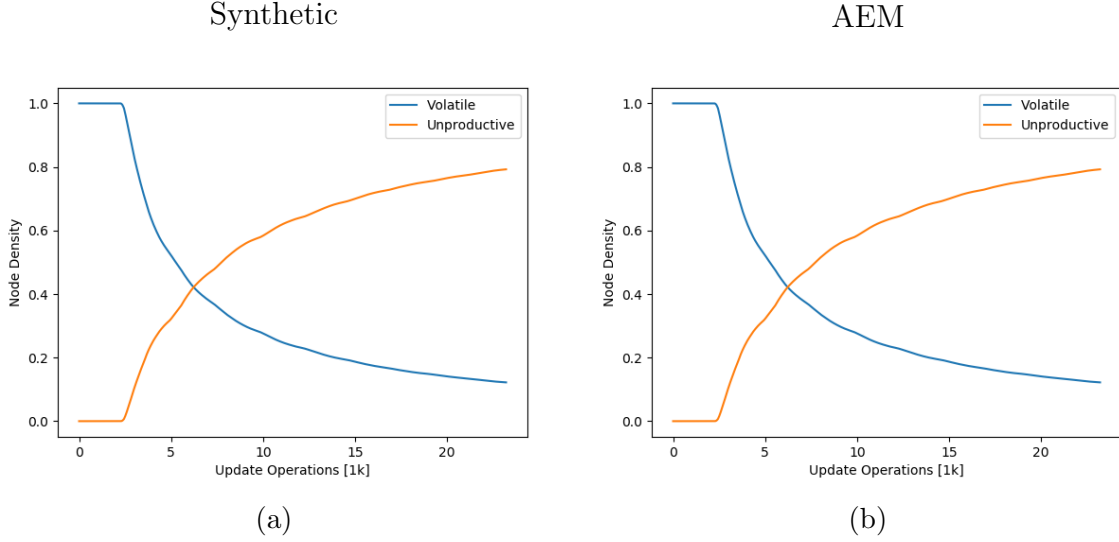 Synthetic
AEM
1.0
0.8
0.6
0.4
0.2
0.0
Node Density
Volatile
Unproductive
0
5
10
15
20
Update Operations [1k]
(a)
1.0
0.8
0.6
0.4
0.2
0.0
Node Density
Volatile
Unproductive
0
5
10
15
20
Update Operations [1k]
(b)